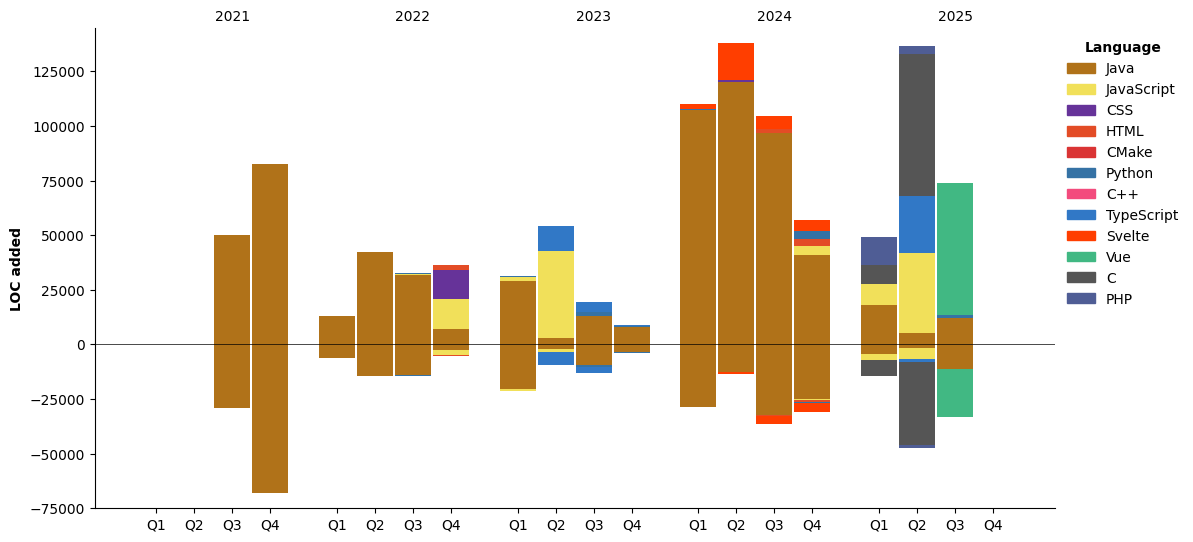 2021 2022 2023 2024 2025
LOC added
125000
100000
75000
50000
25000
0
−25000
−50000
−75000
Q1 Q2 Q3 Q4 Q1 Q2 Q3 Q4 Q1 Q2 Q3 Q4 Q1 Q2 Q3 Q4 Q1 Q2 Q3 Q4
Language
Java
JavaScript
CSS
HTML
CMake
Python
C++
TypeScript
Svelte
Vue
C
PHP